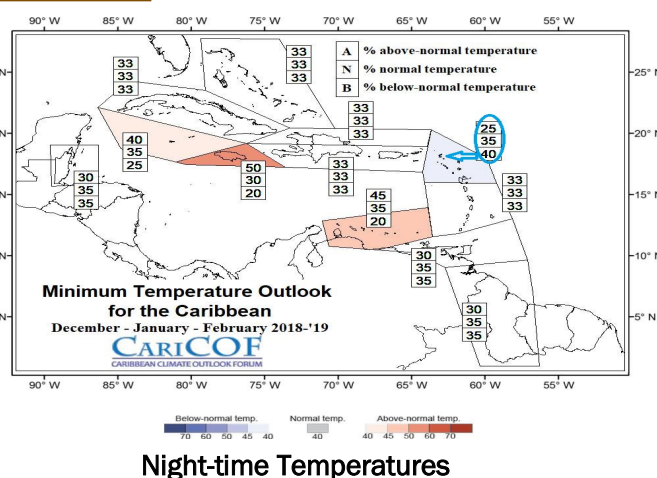 90° W 85° W 80° W 75° W 70° W 65° W 60° W 55° W
N- 25° N
N- 20° N
N- 15° N
N- 10° N
N- 5° N
A % above-normal temperature
N % normal temperature
B % below-normal temperature
33
33
33
33
33
33
33
33
33
25
35
40
40
35
25
50
30
20
33
33
33
30
35
35
33
33
33
45
35
20
30
35
35
30
35
35
Minimum Temperature Outlook
for the Caribbean
December - January - February 2018-'19
CARICOF
CARIBBEAN CLIMATE OUTLOOK FORUM
90° W 85° W 80° W 75° W 70° W 65° W 60° W 55° W
Below-normal temp. Normal temp. Above-normal temp.
70 60 50 45 40 40 40 45 50 60 70
Night-time Temperatures